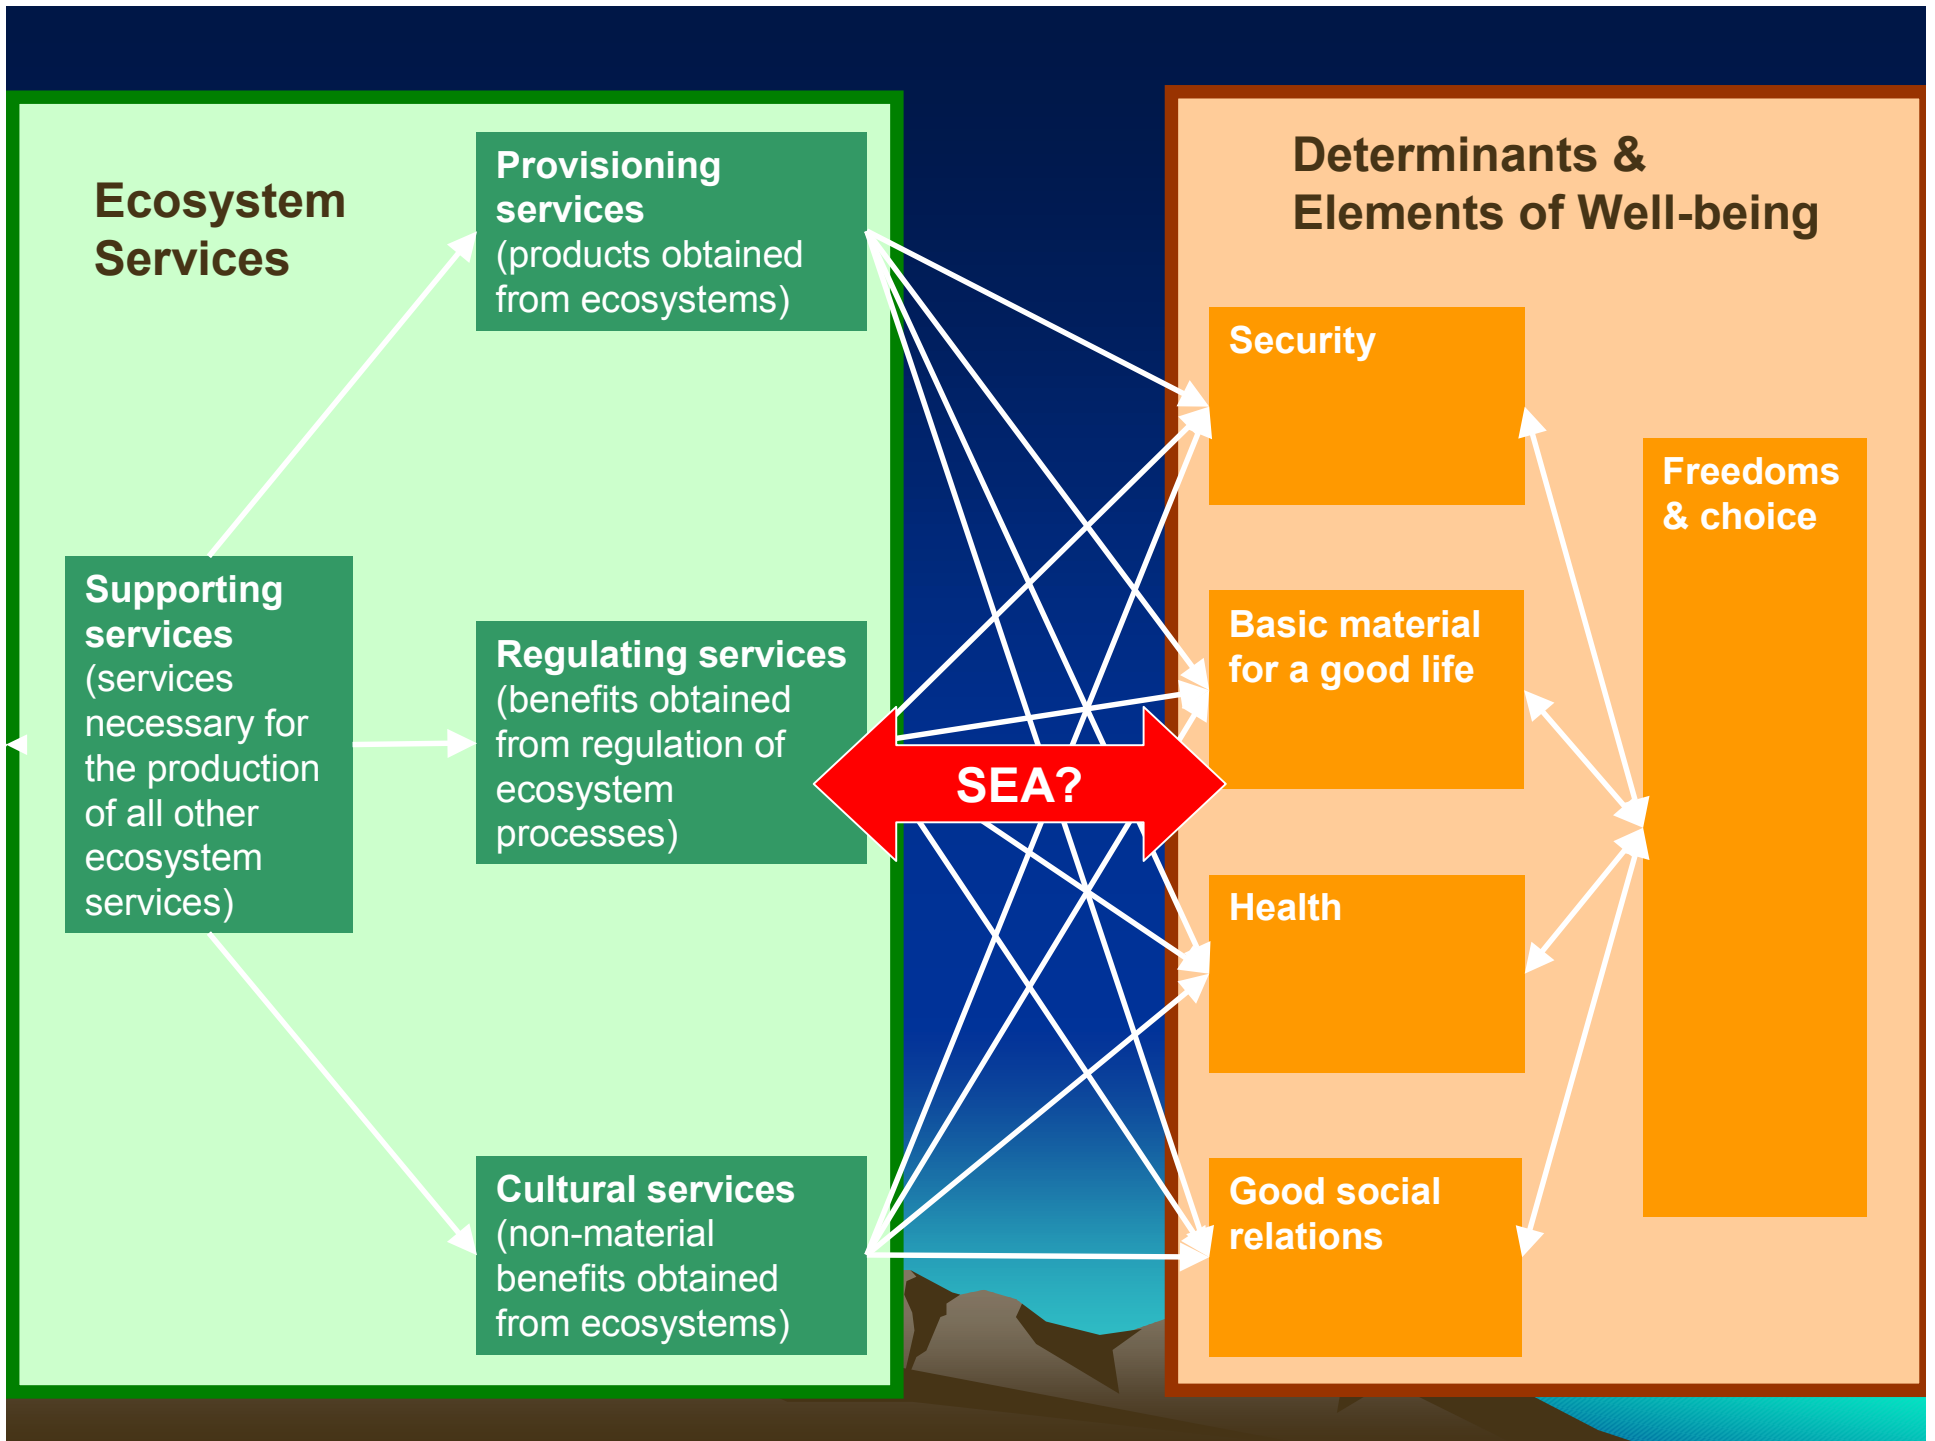 Ecosystem
Services
Provisioning
services
(products obtained
from ecosystems)
Supporting
services
(services
necessary for
the production
of all other
ecosystem
services)
Regulating services
(benefits obtained
from regulation of
ecosystem
processes)
Cultural services
(non-material
benefits obtained
from ecosystems)
SEA?
Determinants &
Elements of Well-being
Security
Basic material
for a good life
Health
Good social
relations
Freedoms
& choice